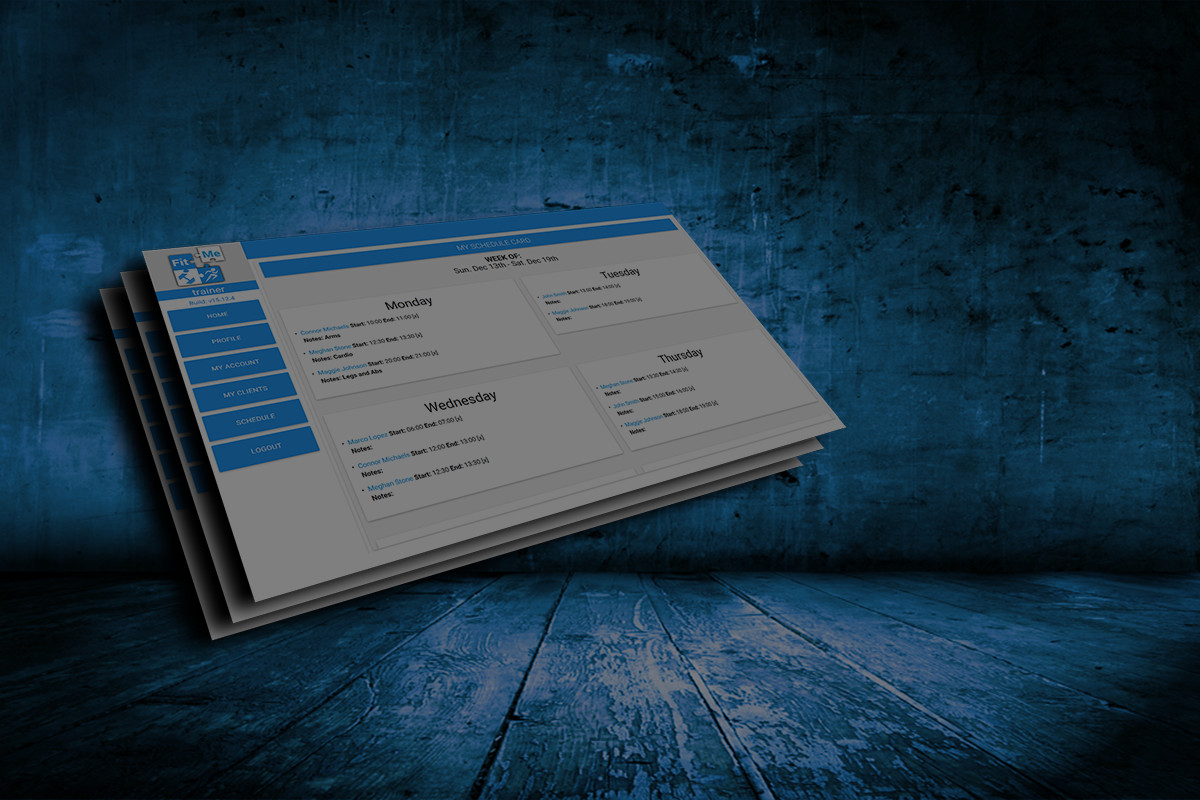 Fit-Me
trainer
Build: v15.12.4
HOME
PROFILE
MY ACCOUNT
MY CLIENTS
SCHEDULE
LOGOUT
MY SCHEDULE CARD
WEEK OF:
Sun. Dec 13th - Sat. Dec 19th
Monday
Connor Michaels Start: 10:00 End: 11:00 [x]
Notes: Arms
Meghan Stone Start: 12:30 End: 13:30 [x]
Notes: Cardio
Maggie Johnson Start: 20:00 End: 21:00 [x]
Notes: Legs and Abs
Tuesday
John Smith Start: 13:00 End: 14:00 [x]
Notes:
Maggie Johnson Start: 18:00 End: 19:00 [x]
Notes:
Wednesday
Marco Lopez Start: 06:00 End: 07:00 [x]
Notes:
Connor Michaels Start: 12:00 End: 13:00 [x]
Notes:
Meghan Stone Start: 12:30 End: 13:30 [x]
Notes:
Thursday
Meghan Stone Start: 13:30 End: 14:30 [x]
Notes:
John Smith Start: 15:00 End: 16:00 [x]
Notes:
Maggie Johnson Start: 18:00 End: 19:00 [x]
Notes: